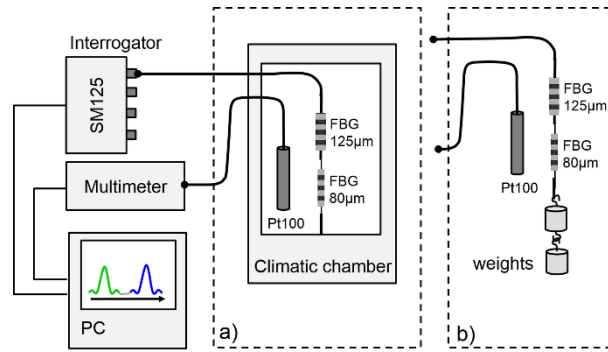 Interrogator
SM125
Multimeter
PC
a)
FBG
125µm
FBG
80µm
Pt100
Climatic chamber
b)
FBG
125µm
FBG
80µm
Pt100
weights